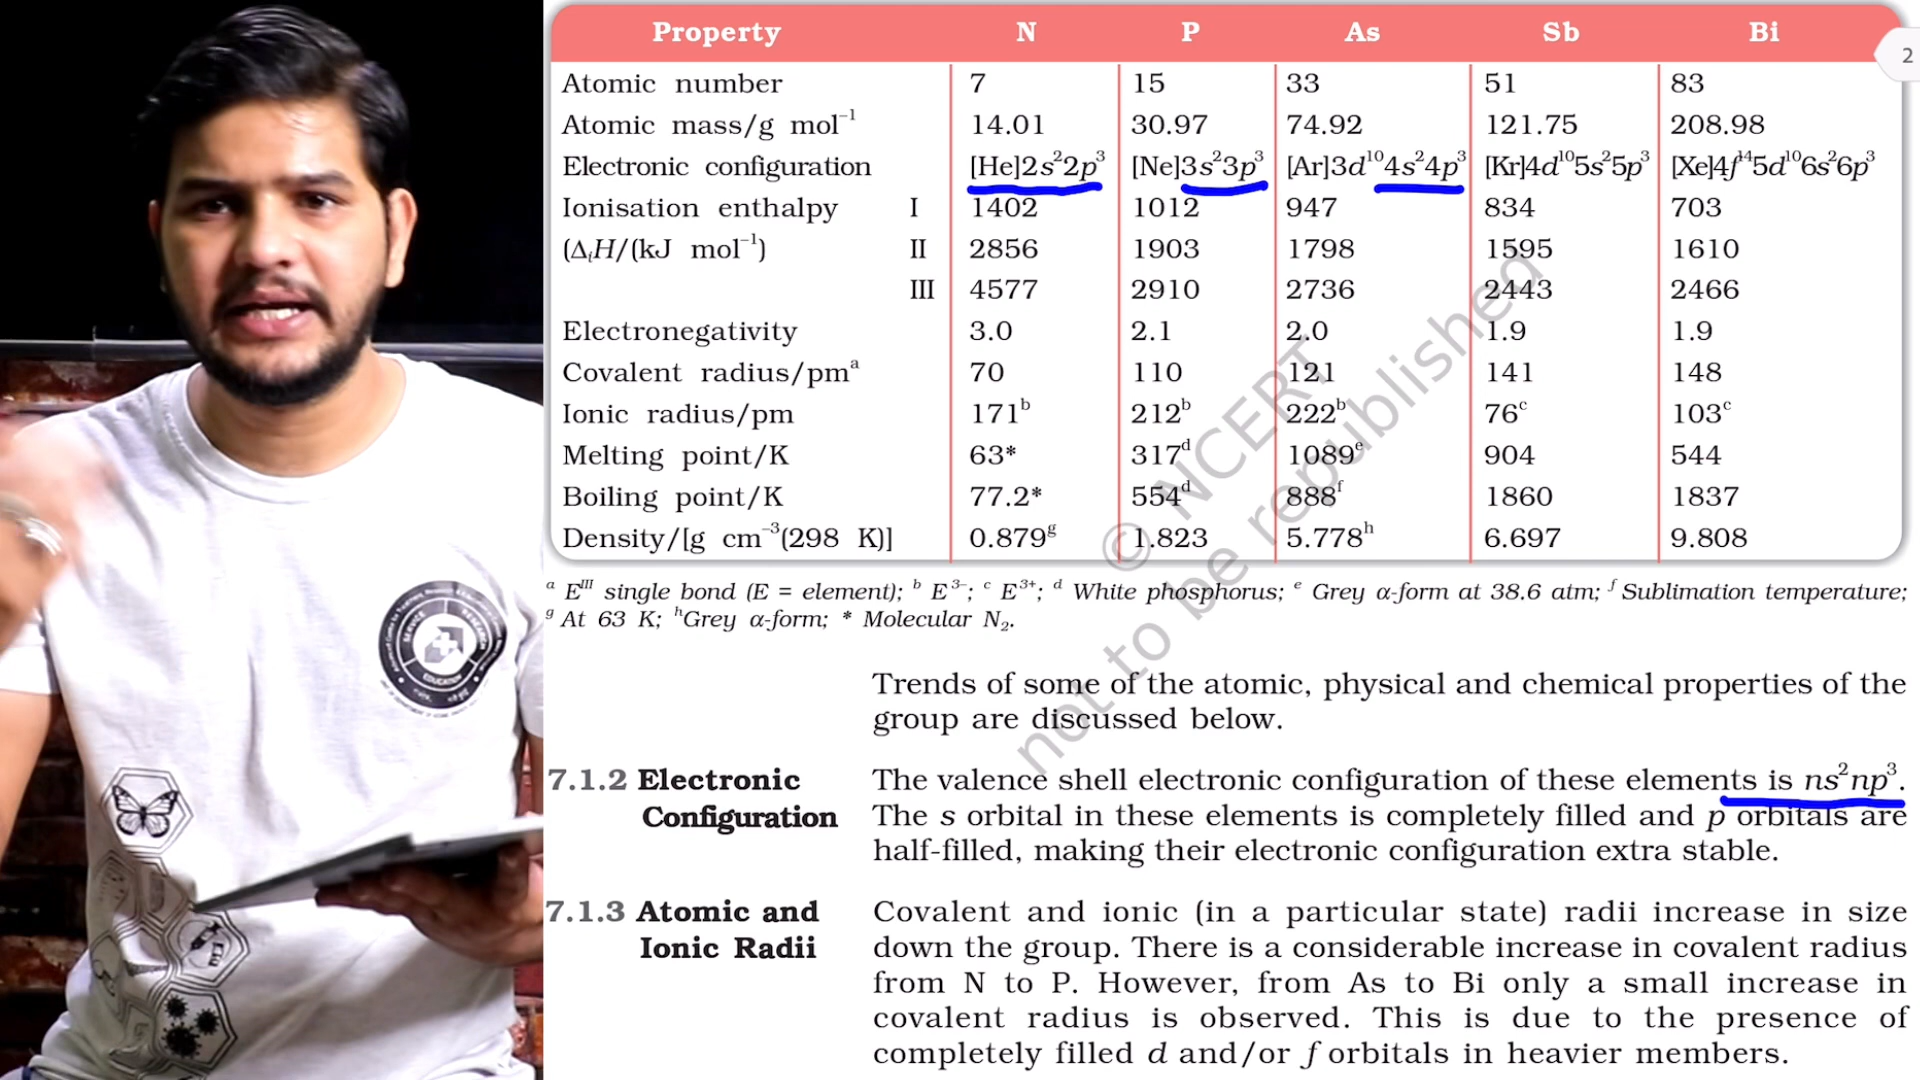 Property N P As Sb Bi
2
Atomic number 7 15 33 51 83
Atomic mass/g mol⁻¹ 14.01 30.97 74.92 121.75 208.98
Electronic configuration [He]2s²2p³ [Ne]3s²3p³ [Ar]3d¹⁰4s²4p³ [Kr]4d¹⁰5s²5p³ [Xe]4f¹⁴5d¹⁰6s²6p³
Ionisation enthalpy I 1402 1012 947 834 703
(ΔᵢH/(kJ mol⁻¹) II 2856 1903 1798 1595 1610
III 4577 2910 2736 2443 2466
Electronegativity 3.0 2.1 2.0 1.9 1.9
Covalent radius/pmᵃ 70 110 121 141 148
Ionic radius/pm 171ᵇ 212ᵇ 222ᵇ 76ᶜ 103ᶜ
Melting point/K 63* 317ᵈ 1089ᵉ 904 544
Boiling point/K 77.2* 554ᵈ 888ᶠ 1860 1837
Density/[g cm⁻³(298 K)] 0.879ᵍ 1.823 5.778ʰ 6.697 9.808
ᵃ Eᴵᴵᴵ single bond (E = element); ᵇ E³⁻; ᶜ E³⁺; ᵈ White phosphorus; ᵉ Grey α-form at 38.6 atm; ᶠ Sublimation temperature;
ᵍ At 63 K; ʰGrey α-form; * Molecular N₂.
© NCERT
not to be republished
Trends of some of the atomic, physical and chemical properties of the
group are discussed below.
7.1.2 Electronic
Configuration
The valence shell electronic configuration of these elements is ns²np³.
The s orbital in these elements is completely filled and p orbitals are
half-filled, making their electronic configuration extra stable.
7.1.3 Atomic and
Ionic Radii
Covalent and ionic (in a particular state) radii increase in size
down the group. There is a considerable increase in covalent radius
from N to P. However, from As to Bi only a small increase in
covalent radius is observed. This is due to the presence of
completely filled d and/or f orbitals in heavier members.
SERVICE
RESEARCH
EDUCATION